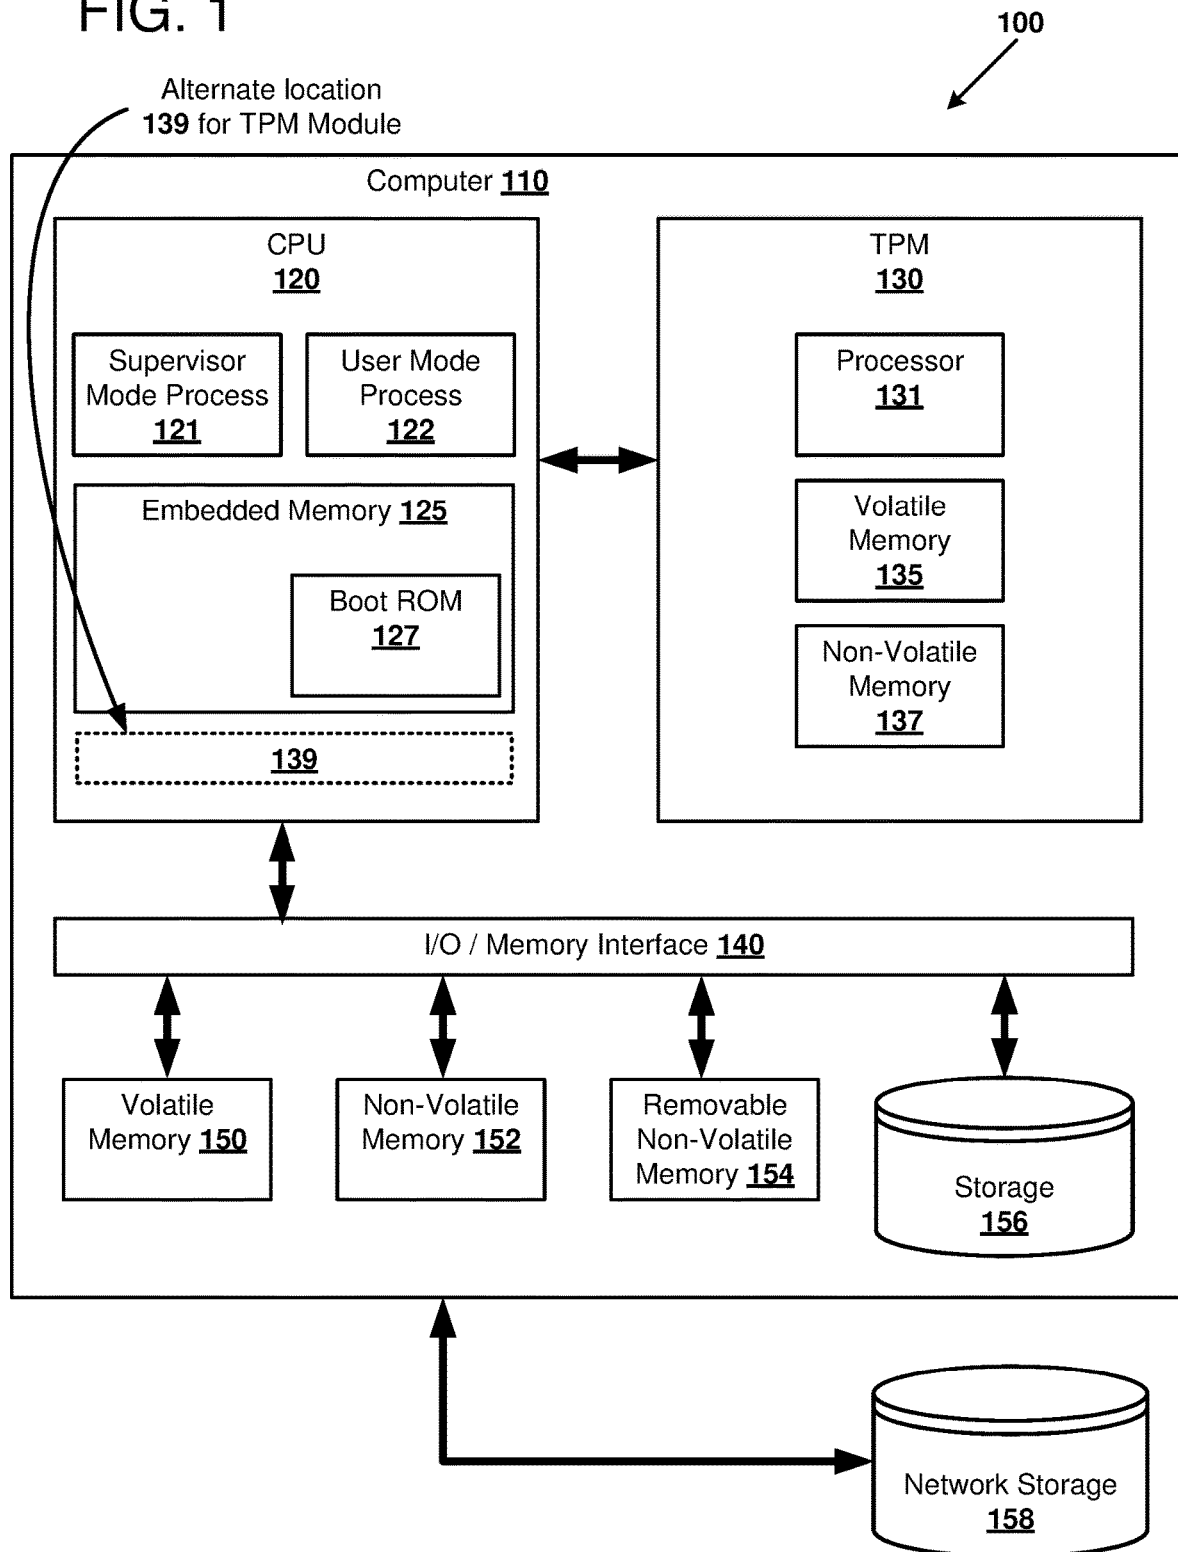 FIG. 1
100
Alternate location
139 for TPM Module
Computer 110
CPU
120
Supervisor
Mode Process
121
User Mode
Process
122
Embedded Memory 125
Boot ROM
127
139
TPM
130
Processor
131
Volatile
Memory
135
Non-Volatile
Memory
137
I/O / Memory Interface 140
Volatile
Memory 150
Non-Volatile
Memory 152
Removable
Non-Volatile
Memory 154
Storage
156
Network Storage
158